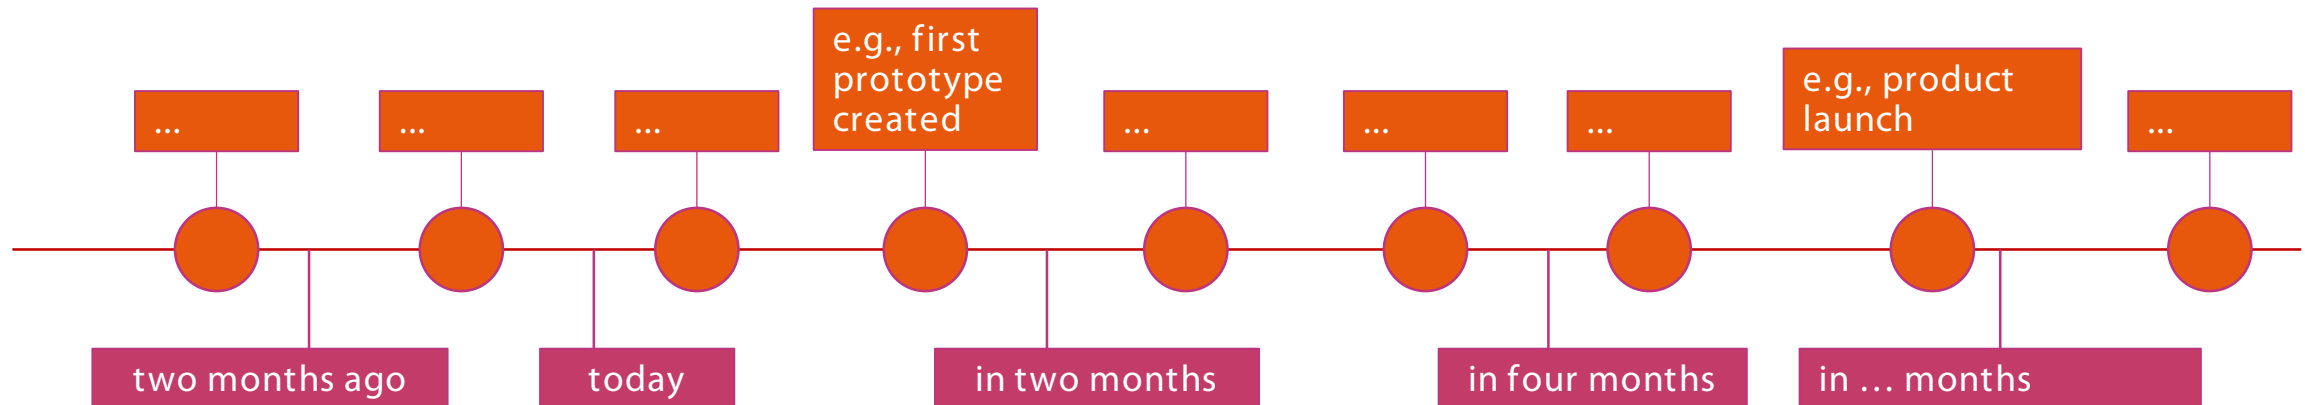 ...
...
...
e.g., first
prototype
created
...
...
...
e.g., product
launch
...
two months ago
today
in two months
in four months
in ... months